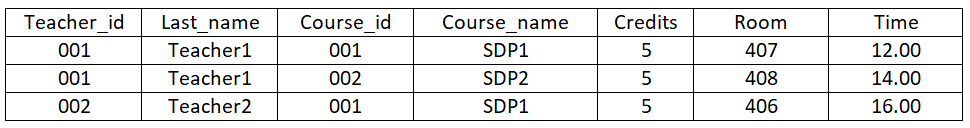 Teacher_id Last_name Course_id Course_name Credits Room Time
001 Teacher1 001 SDP1 5 407 12.00
001 Teacher1 002 SDP2 5 408 14.00
002 Teacher2 001 SDP1 5 406 16.00